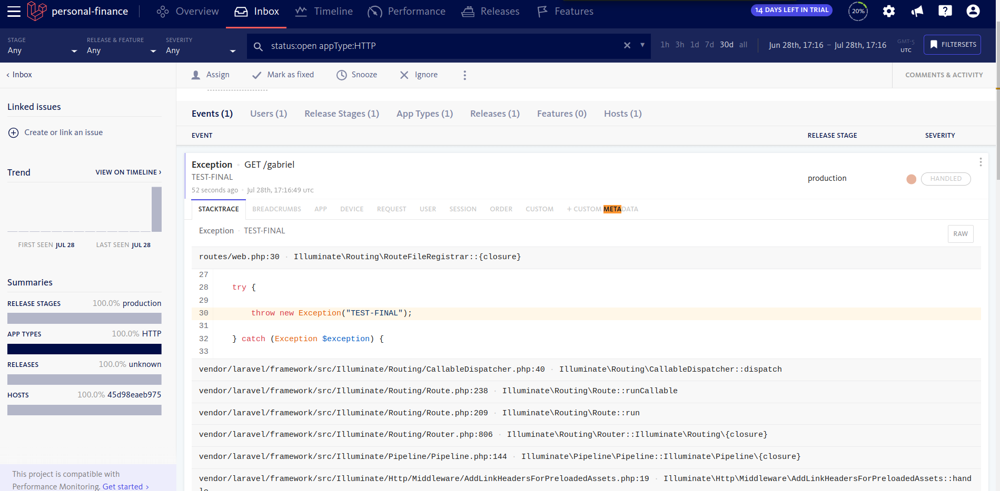 personal-finance
Overview
Inbox
Timeline
Performance
Releases
Features
14 DAYS LEFT IN TRIAL
20%
STAGE
Any
RELEASE & FEATURE
Any
SEVERITY
Any
status:open appType:HTTP
1h 3h 1d 7d 30d all
Jun 28th, 17:16 – Jul 28th, 17:16
GMT-5
UTC
FILTERSETS
‹ Inbox
Assign
Mark as fixed
Snooze
Ignore
COMMENTS & ACTIVITY
Linked issues
Create or link an issue
Trend
VIEW ON TIMELINE ›
FIRST SEEN JUL 28
LAST SEEN JUL 28
Summaries
RELEASE STAGES 100.0% production
APP TYPES 100.0% HTTP
RELEASES 100.0% unknown
HOSTS 100.0% 45d98eaeb975
This project is compatible with
Performance Monitoring. Get started ›
Events (1) Users (1) Release Stages (1) App Types (1) Releases (1) Features (0) Hosts (1)
EVENT RELEASE STAGE SEVERITY
Exception · GET /gabriel
TEST-FINAL
52 seconds ago · Jul 28th, 17:16:49 UTC
production
HANDLED
STACKTRACE BREADCRUMBS APP DEVICE REQUEST USER SESSION ORDER CUSTOM + CUSTOM METADATA
Exception · TEST-FINAL
RAW
routes/web.php:30 · Illuminate\Routing\RouteFileRegistrar::{closure}
27
28 try {
29
30 throw new Exception("TEST-FINAL");
31
32 } catch (Exception $exception) {
33
vendor/laravel/framework/src/Illuminate/Routing/CallableDispatcher.php:40 · Illuminate\Routing\CallableDispatcher::dispatch
vendor/laravel/framework/src/Illuminate/Routing/Route.php:238 · Illuminate\Routing\Route::runCallable
vendor/laravel/framework/src/Illuminate/Routing/Route.php:209 · Illuminate\Routing\Route::run
vendor/laravel/framework/src/Illuminate/Routing/Router.php:806 · Illuminate\Routing\Router::Illuminate\Routing\{closure}
vendor/laravel/framework/src/Illuminate/Pipeline/Pipeline.php:144 · Illuminate\Pipeline\Pipeline::Illuminate\Pipeline\{closure}
vendor/laravel/framework/src/Illuminate/Http/Middleware/AddLinkHeadersForPreloadedAssets.php:19 · Illuminate\Http\Middleware\AddLinkHeadersForPreloadedAssets::hand
le